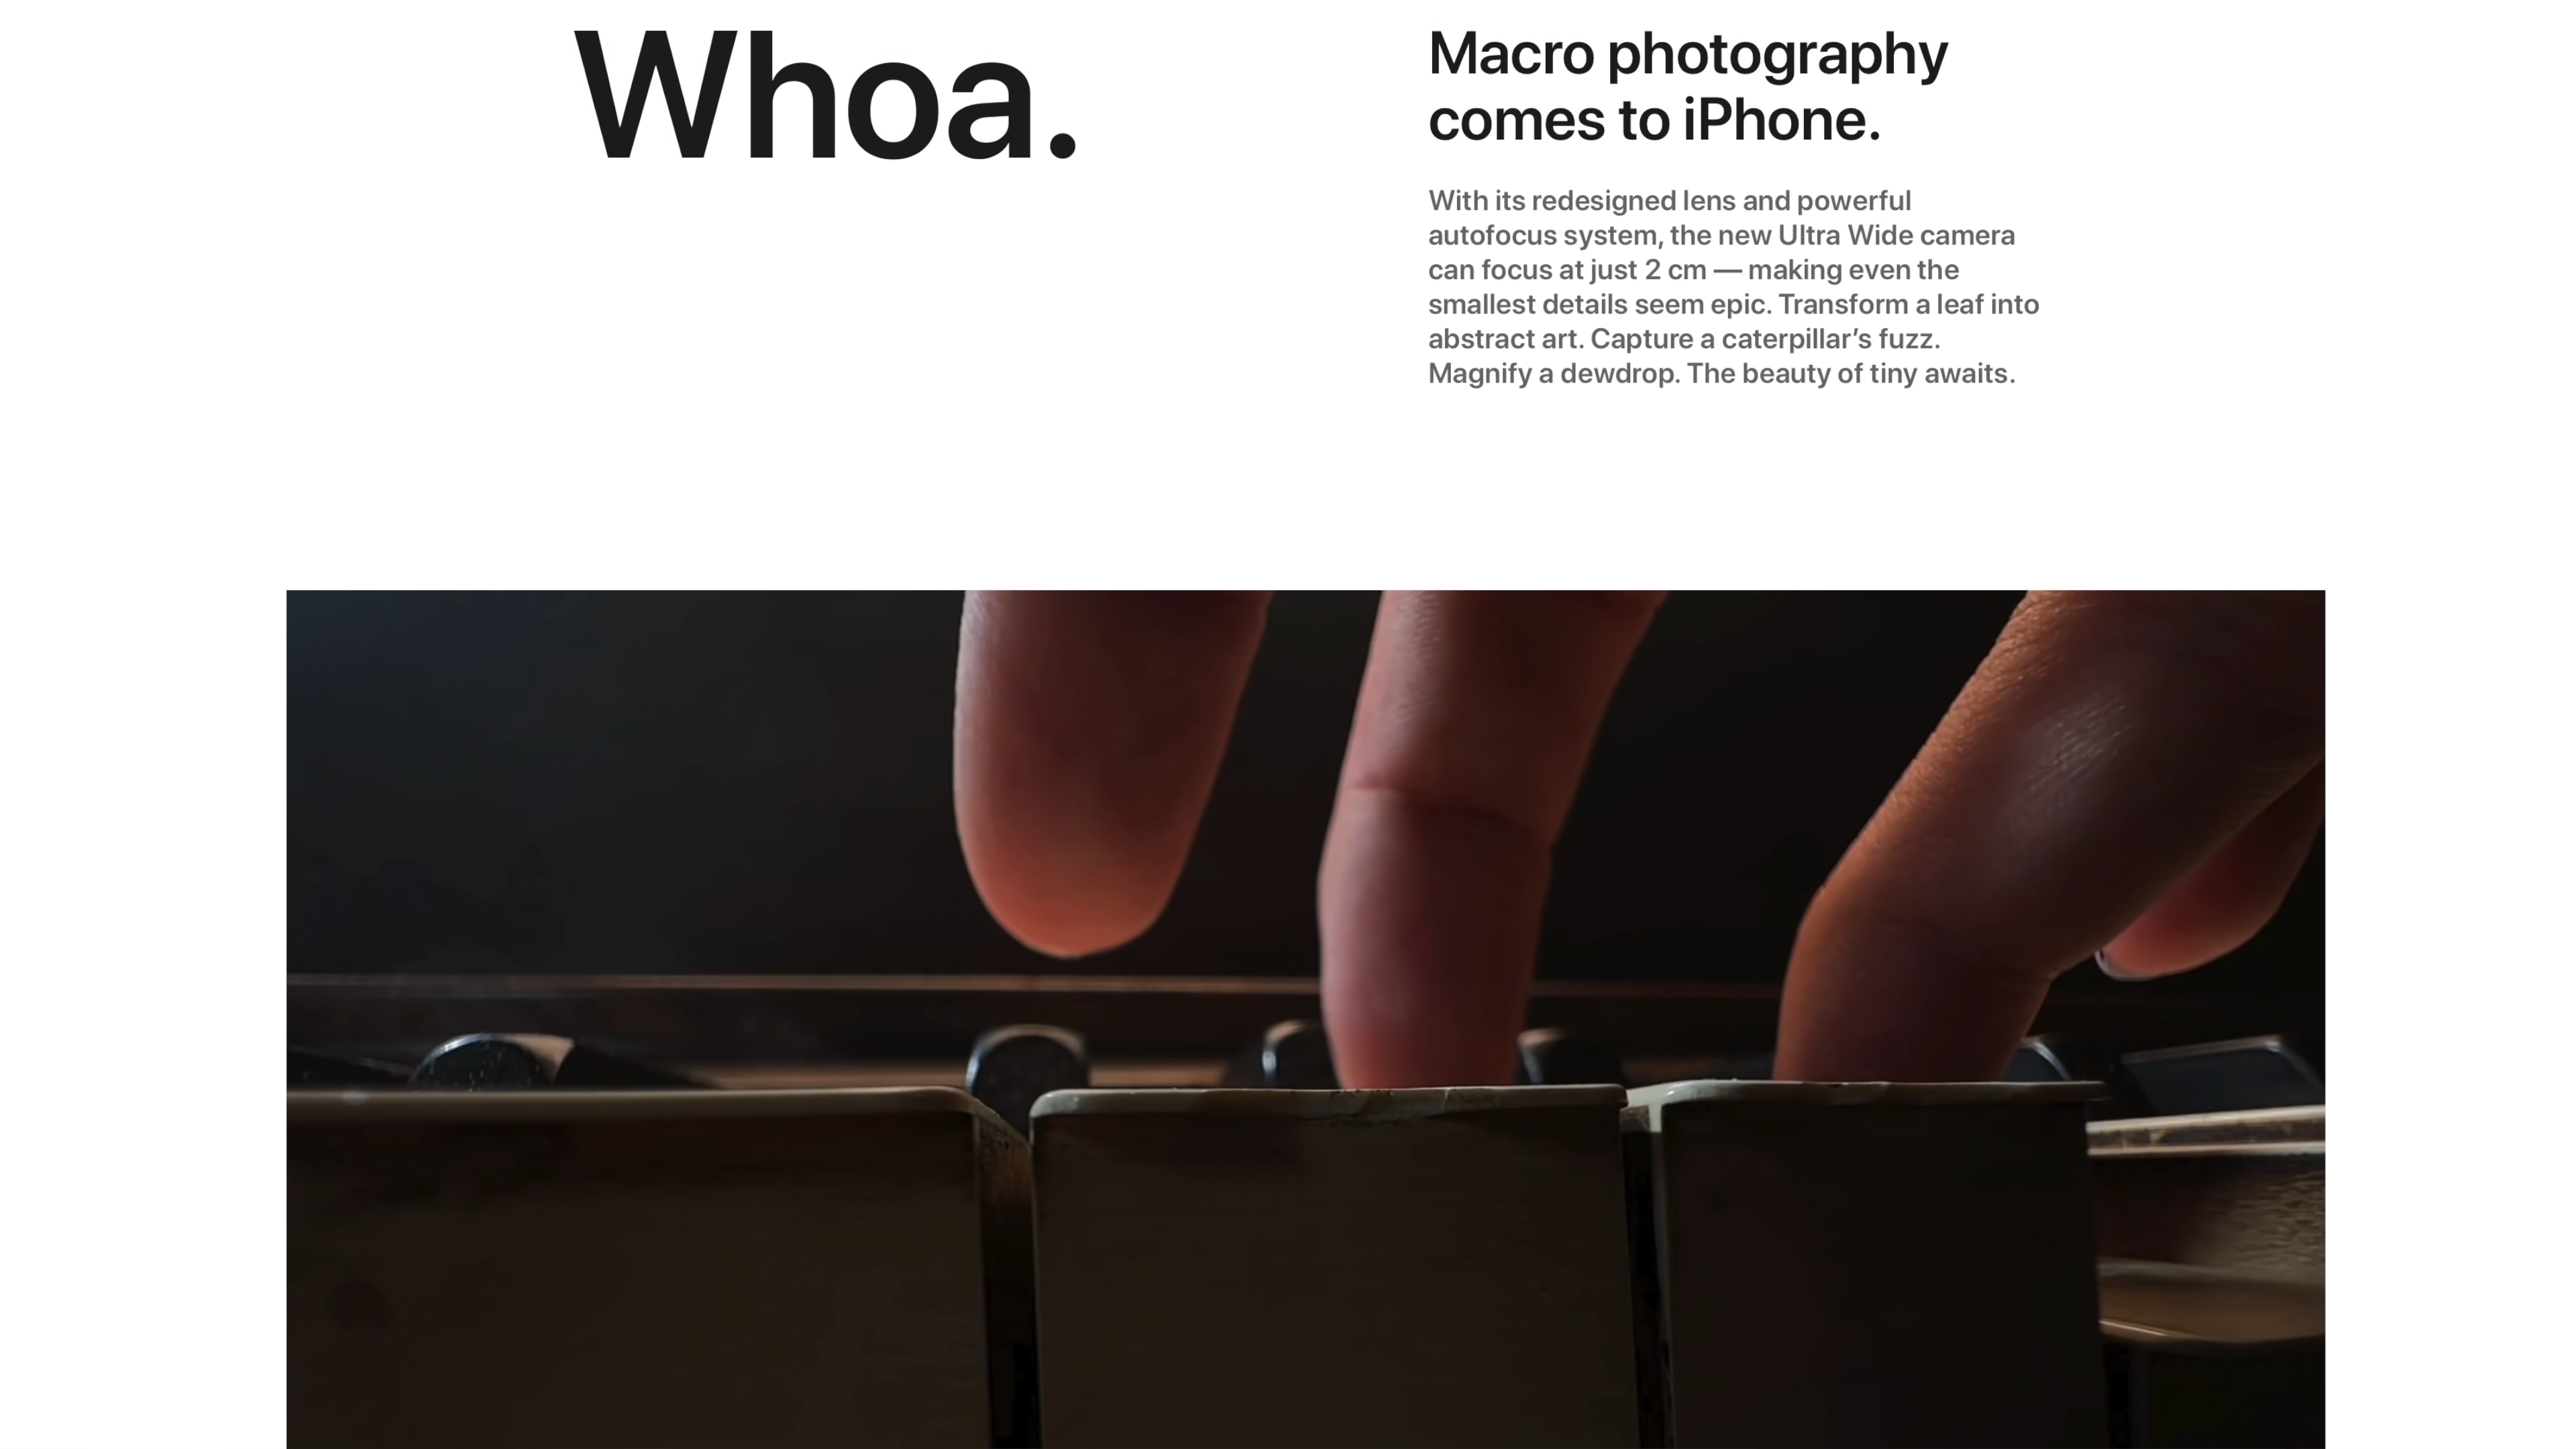 Whoa.
Macro photography
comes to iPhone.
With its redesigned lens and powerful
autofocus system, the new Ultra Wide camera
can focus at just 2 cm — making even the
smallest details seem epic. Transform a leaf into
abstract art. Capture a caterpillar’s fuzz.
Magnify a dewdrop. The beauty of tiny awaits.